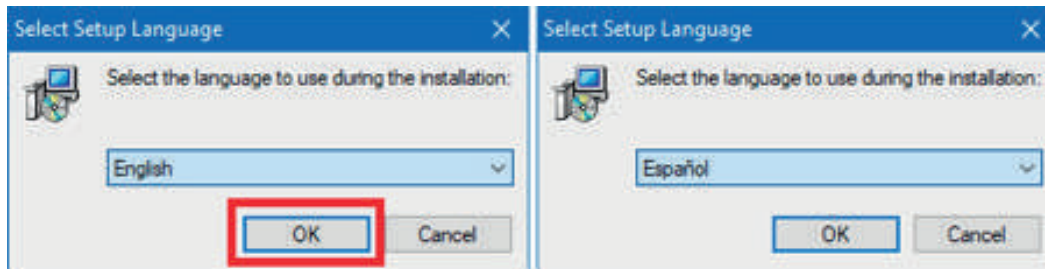 Select Setup Language
Select the language to use during the installation:
English
OK Cancel
Select Setup Language
Select the language to use during the installation:
Español
OK Cancel